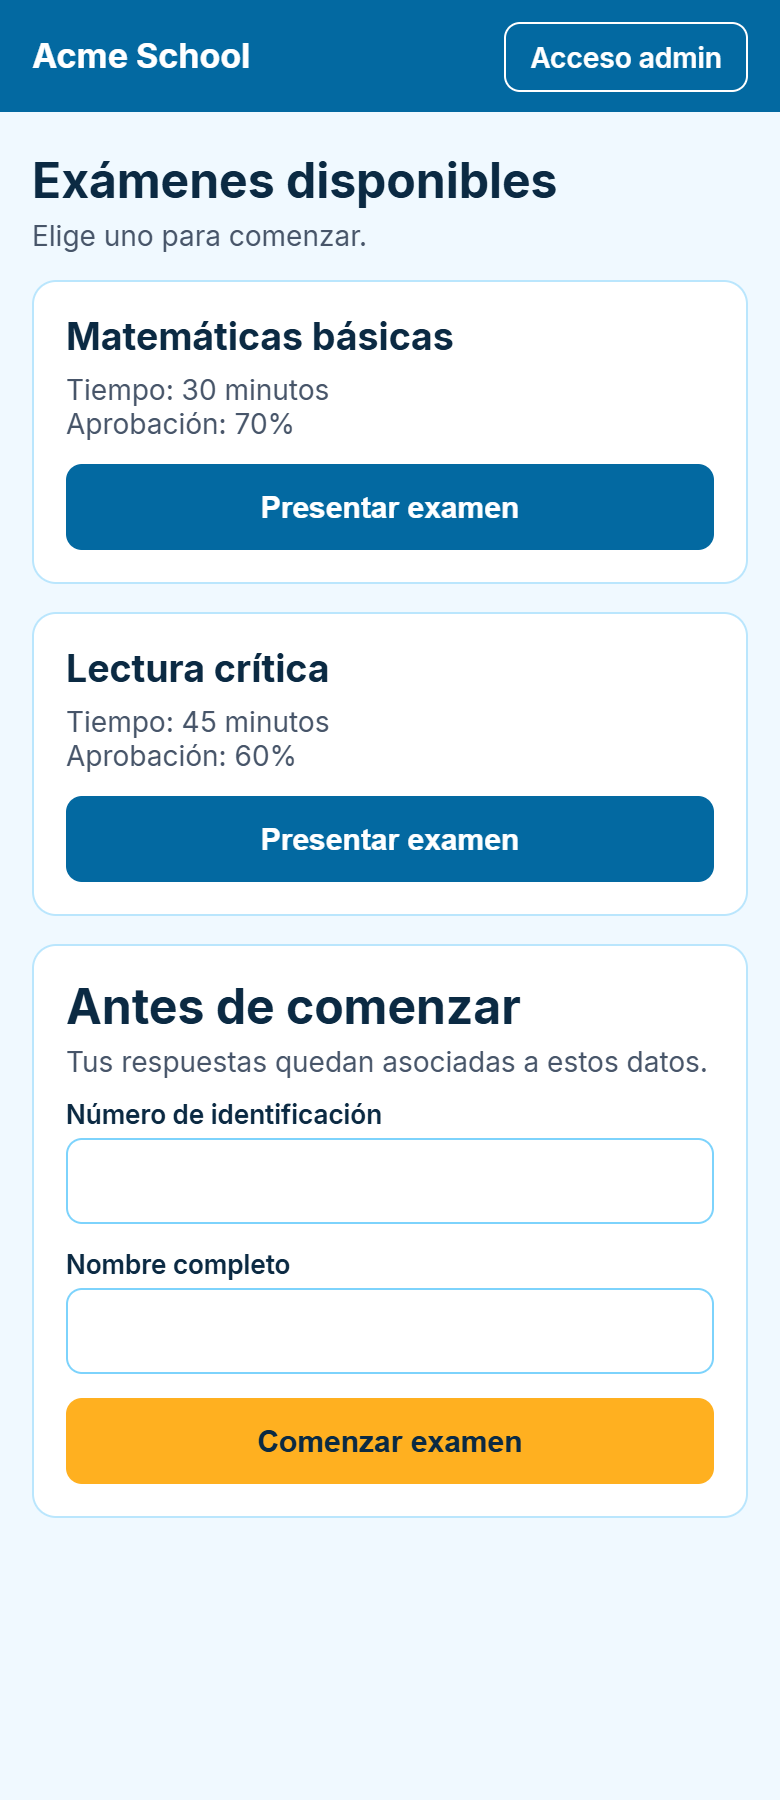 Acme School
Acceso admin
Exámenes disponibles
Elige uno para comenzar.
Matemáticas básicas
Tiempo: 30 minutos
Aprobación: 70%
Presentar examen
Lectura crítica
Tiempo: 45 minutos
Aprobación: 60%
Presentar examen
Antes de comenzar
Tus respuestas quedan asociadas a estos datos.
Número de identificación
Nombre completo
Comenzar examen